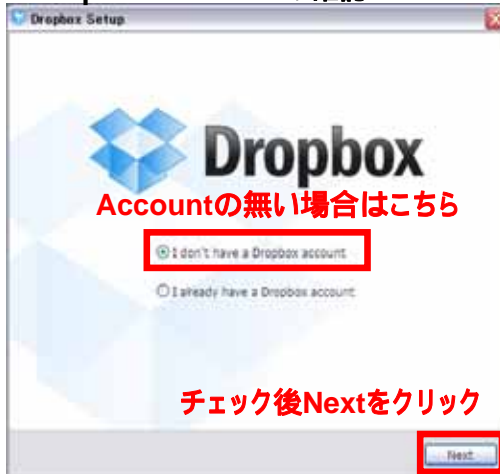 Dropbox Setup
Dropbox
Accountの無い場合はこちら
I don't have a Dropbox account
I already have a Dropbox account
チェック後Nextをクリック
Next